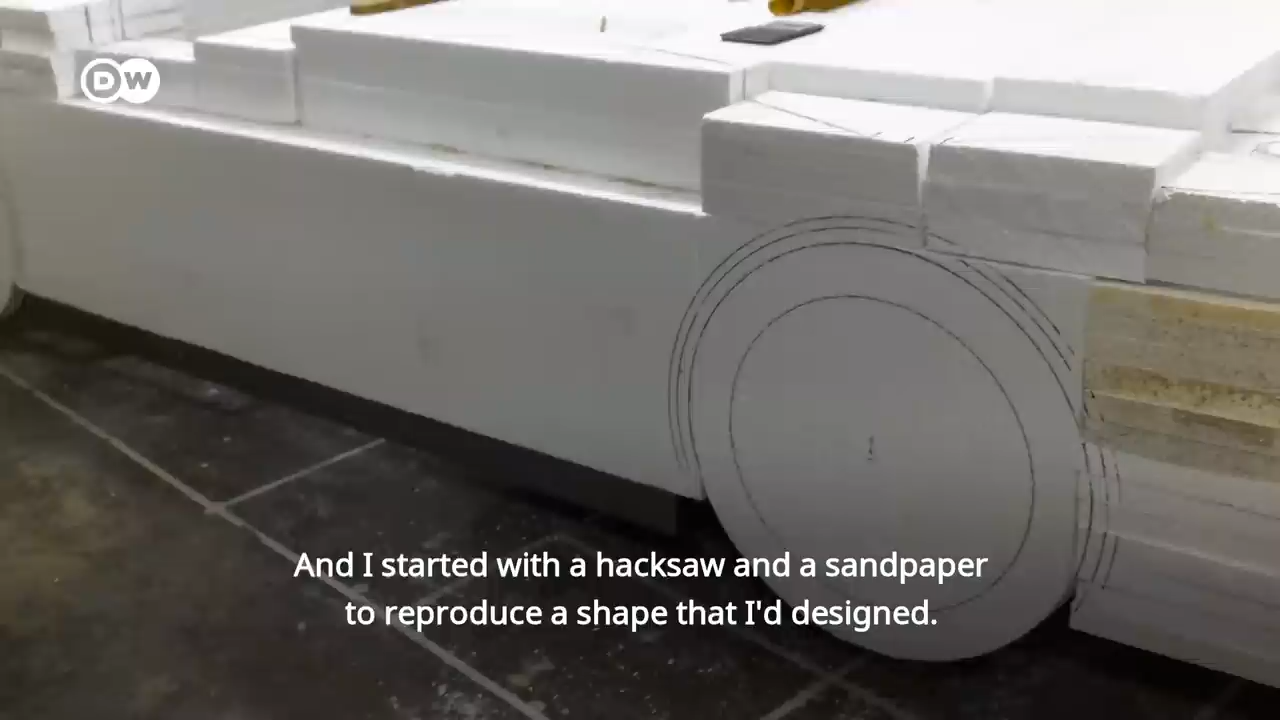 DW
And I started with a hacksaw and a sandpaper
to reproduce a shape that I'd designed.